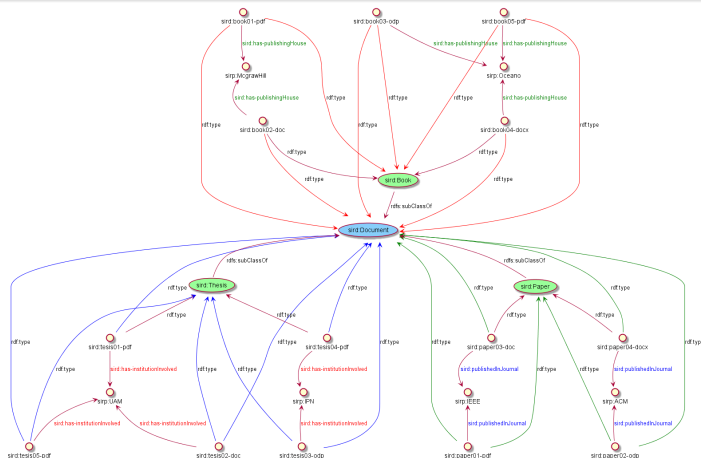 sird:book01-pdf
sird:book03-odp
sird:book05-pdf
sird:has-publishingHouse
sird:has-publishingHouse
sird:has-publishingHouse
sirp:McgrawHill
sirp:Oceano
rdf:type
rdf:type
rdf:type
sird:has-publishingHouse
sird:has-publishingHouse
sird:book02-doc
sird:book04-docx
rdf:type
rdf:type
rdf:type
rdf:type
rdf:type
rdf:type
sird:Book
rdf:type
rdf:type
rdfs:subClassOf
sird:Document
rdfs:subClassOf
rdfs:subClassOf
sird:Thesis
sird:Paper
rdf:type
rdf:type
rdf:type
rdf:type
rdf:type
rdf:type
rdf:type
rdf:type
sird:tesis01-pdf
sird:tesis04-pdf
sird:paper03-doc
sird:paper04-docx
rdf:type
rdf:type
sird:has-institutionInvolved
sird:has-institutionInvolved
sird:publishedInJournal
sird:publishedInJournal
rdf:type
rdf:type
rdf:type
rdf:type
rdf:type
rdf:type
sirp:UAM
sirp:IPN
sirp:IEEE
sirp:ACM
sird:has-institutionInvolved
sird:has-institutionInvolved
sird:has-institutionInvolved
sird:publishedInJournal
sird:publishedInJournal
sird:tesis05-pdf
sird:tesis02-doc
sird:tesis03-odp
sird:paper01-pdf
sird:paper02-odp